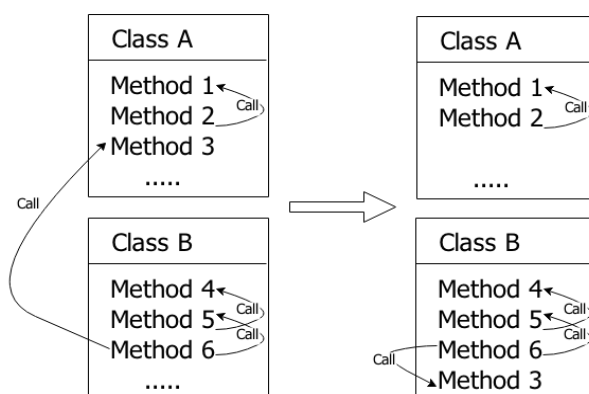 Class A
Method 1
Method 2
Call
Method 3
.....
Call
Class B
Method 4
Call
Method 5
Call
Method 6
.....
Class A
Method 1
Call
Method 2
.....
Class B
Method 4
Call
Method 5
Call
Method 6
Call
Method 3